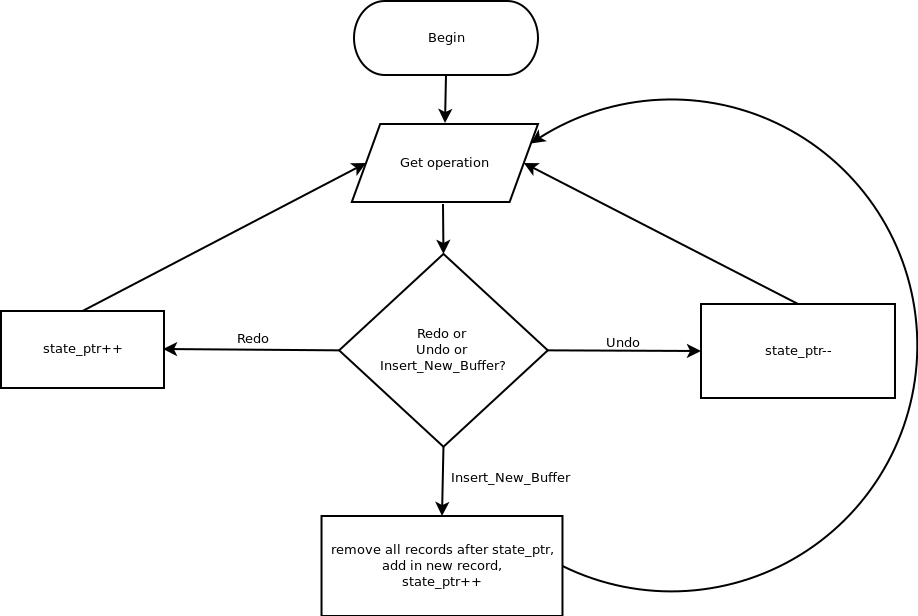 Begin
Get operation
Redo or
Undo or
Insert_New_Buffer?
Redo
Undo
state_ptr++
state_ptr--
Insert_New_Buffer
remove all records after state_ptr,
add in new record,
state_ptr++